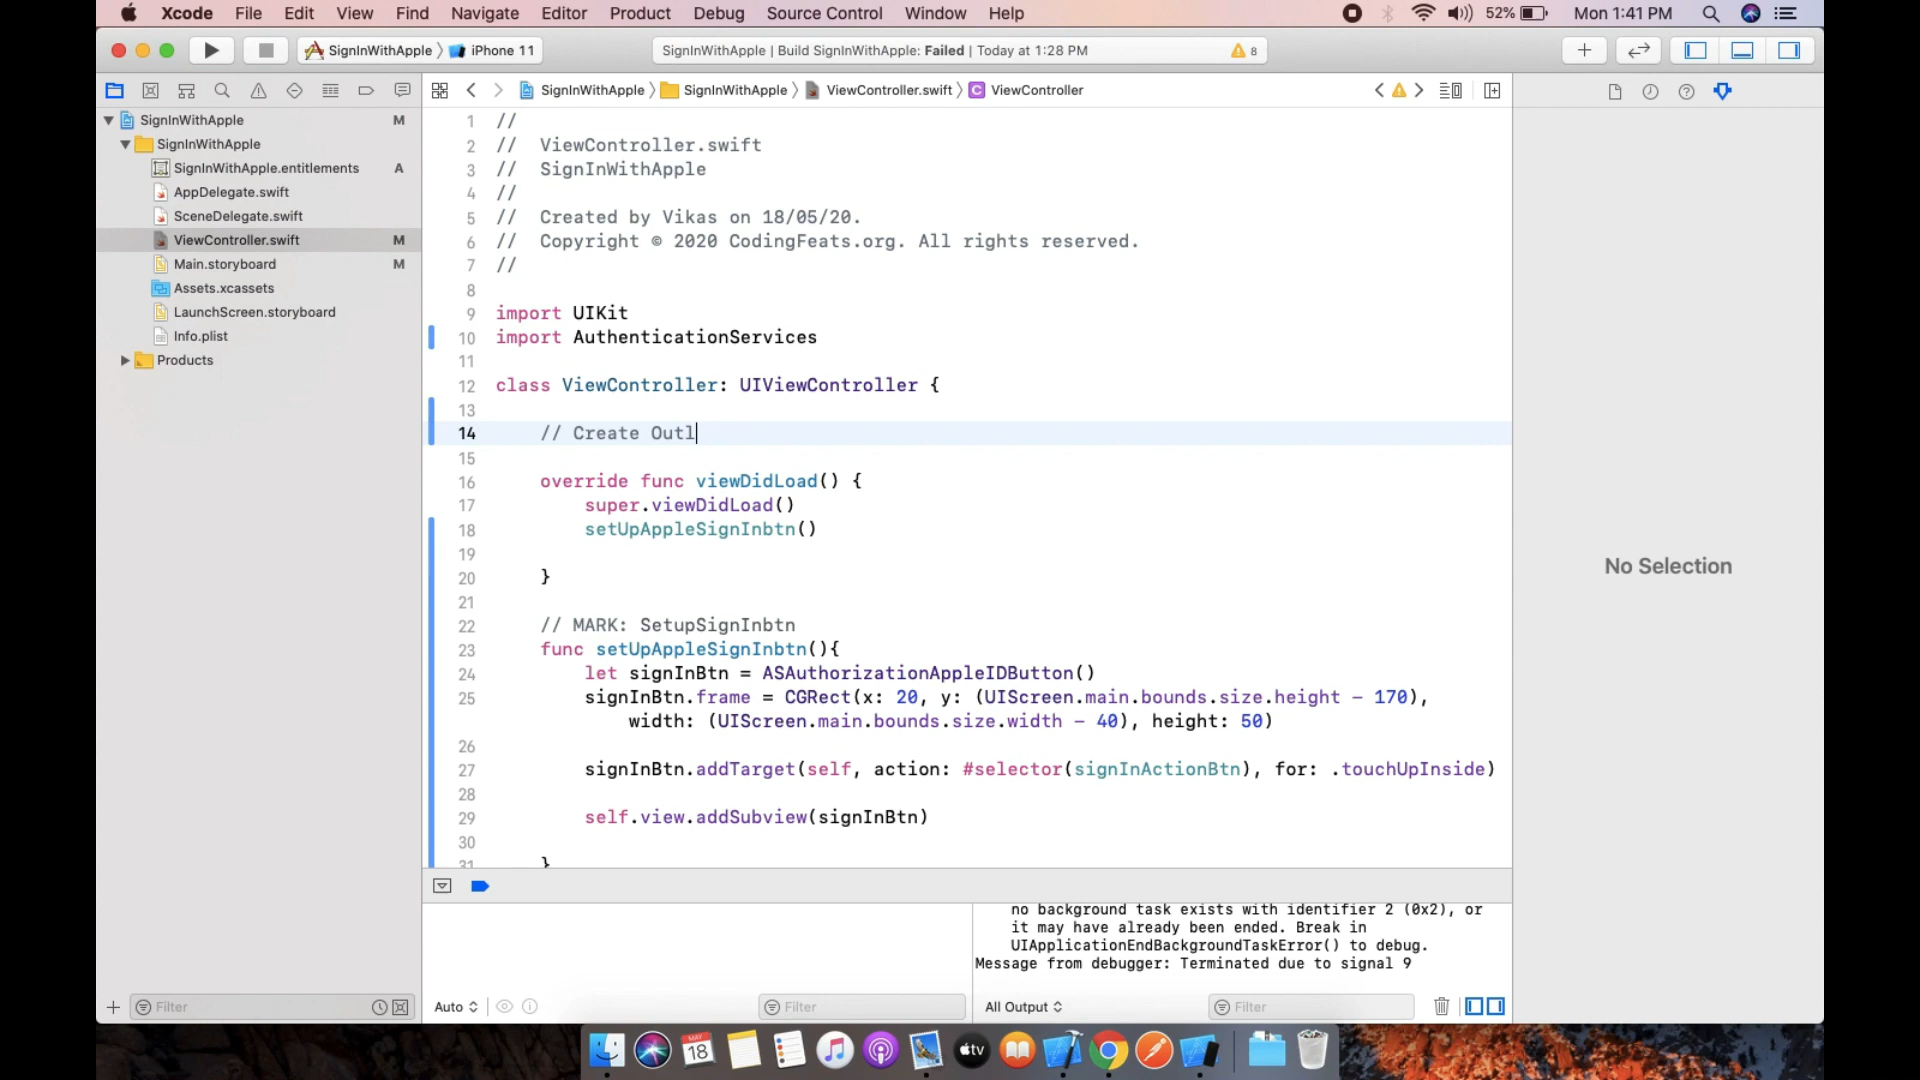 Xcode File Edit View Find Navigate Editor Product Debug Source Control Window Help 52% Mon 1:41 PM
SignInWithApple iPhone 11 SignInWithApple | Build SignInWithApple: Failed | Today at 1:28 PM 8
SignInWithApple SignInWithApple ViewController.swift C ViewController
SignInWithApple M
SignInWithApple
SignInWithApple.entitlements A
AppDelegate.swift
SceneDelegate.swift
ViewController.swift M
Main.storyboard M
Assets.xcassets
LaunchScreen.storyboard
Info.plist
Products
1 //
2 // ViewController.swift
3 // SignInWithApple
4 //
5 // Created by Vikas on 18/05/20.
6 // Copyright © 2020 CodingFeats.org. All rights reserved.
7 //
8
9 import UIKit
10 import AuthenticationServices
11
12 class ViewController: UIViewController {
13
14 // Create Outl
15
16 override func viewDidLoad() {
17 super.viewDidLoad()
18 setUpAppleSignInbtn()
19
20 }
21
22 // MARK: SetupSignInbtn
23 func setUpAppleSignInbtn(){
24 let signInBtn = ASAuthorizationAppleIDButton()
25 signInBtn.frame = CGRect(x: 20, y: (UIScreen.main.bounds.size.height - 170),
width: (UIScreen.main.bounds.size.width - 40), height: 50)
26
27 signInBtn.addTarget(self, action: #selector(signInActionBtn), for: .touchUpInside)
28
29 self.view.addSubview(signInBtn)
30
31 }
No Selection
no background task exists with identifier 2 (0x2), or
it may have already been ended. Break in
UIApplicationEndBackgroundTaskError() to debug.
Message from debugger: Terminated due to signal 9
Filter Auto Filter All Output Filter
MAY
18
tv